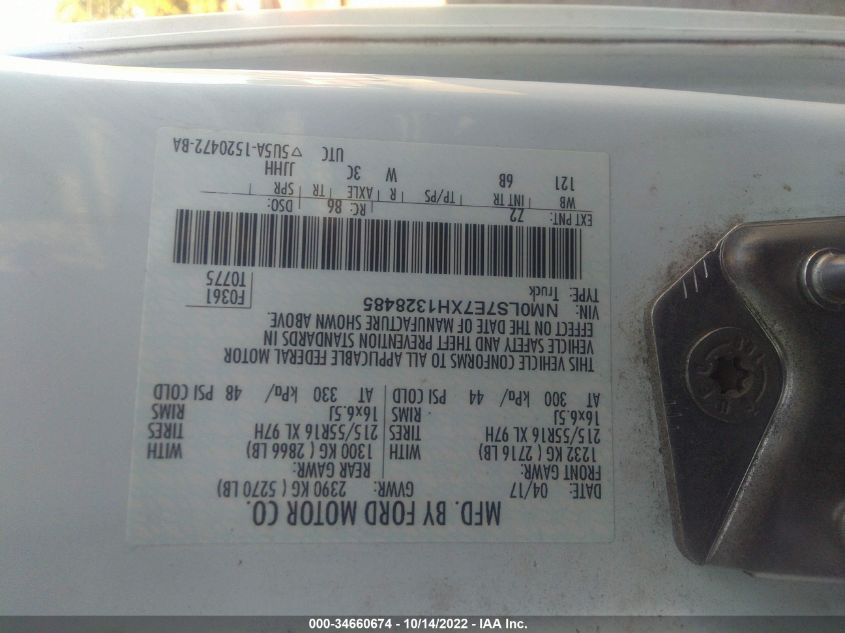 MFD. BY FORD MOTOR CO.
DATE: 04/17 GVWR: 2390 KG ( 5270 LB)
FRONT GAWR: REAR GAWR:
1232 KG ( 2716 LB) WITH 1300 KG ( 2866 LB) WITH
215/55R16 XL 97H TIRES 215/55R16 XL 97H TIRES
16x6.5J RIMS 16x6.5J RIMS
AT 300 kPa/ 44 PSI COLD AT 330 kPa/ 48 PSI COLD
THIS VEHICLE CONFORMS TO ALL APPLICABLE FEDERAL MOTOR
VEHICLE SAFETY AND THEFT PREVENTION STANDARDS IN
EFFECT ON THE DATE OF MANUFACTURE SHOWN ABOVE.
VIN: NM0LS7E7XH1328485
TYPE: Truck
F0361
T0775
EXT PNT: Z2 RC: 86 DSO:
WB INT TR TP/PS R AXLE TR SPR
121 6B W 3C JJHH
UTC ▽5U5A-1520472-BA
000-34660674 - 10/14/2022 - IAA Inc.